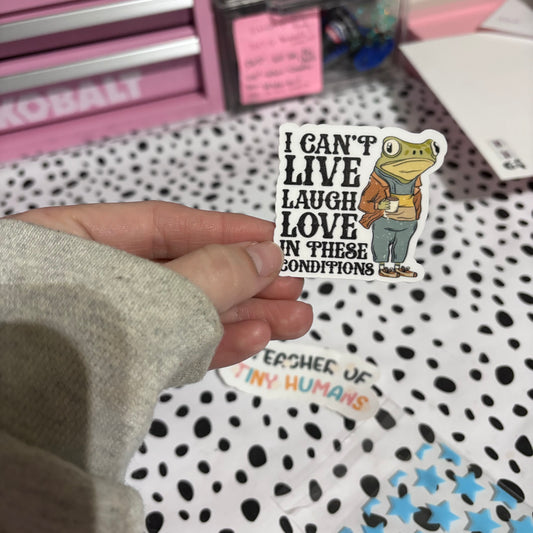 KOBALT
I CAN'T
LIVE
LAUGH
LOVE
IN THESE
CONDITIONS
TEACHER OF
TINY HUMANS